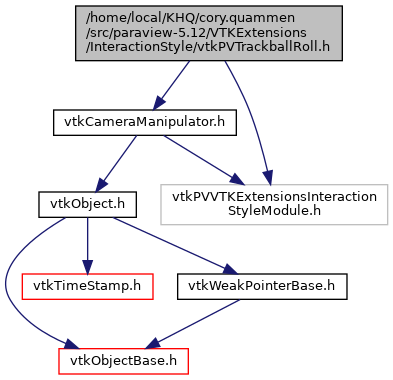 /home/local/KHQ/cory.quammen
/src/paraview-5.12/VTKExtensions
/InteractionStyle/vtkPVTrackballRoll.h
vtkCameraManipulator.h
vtkObject.h
vtkPVVTKExtensionsInteraction
StyleModule.h
vtkTimeStamp.h
vtkWeakPointerBase.h
vtkObjectBase.h